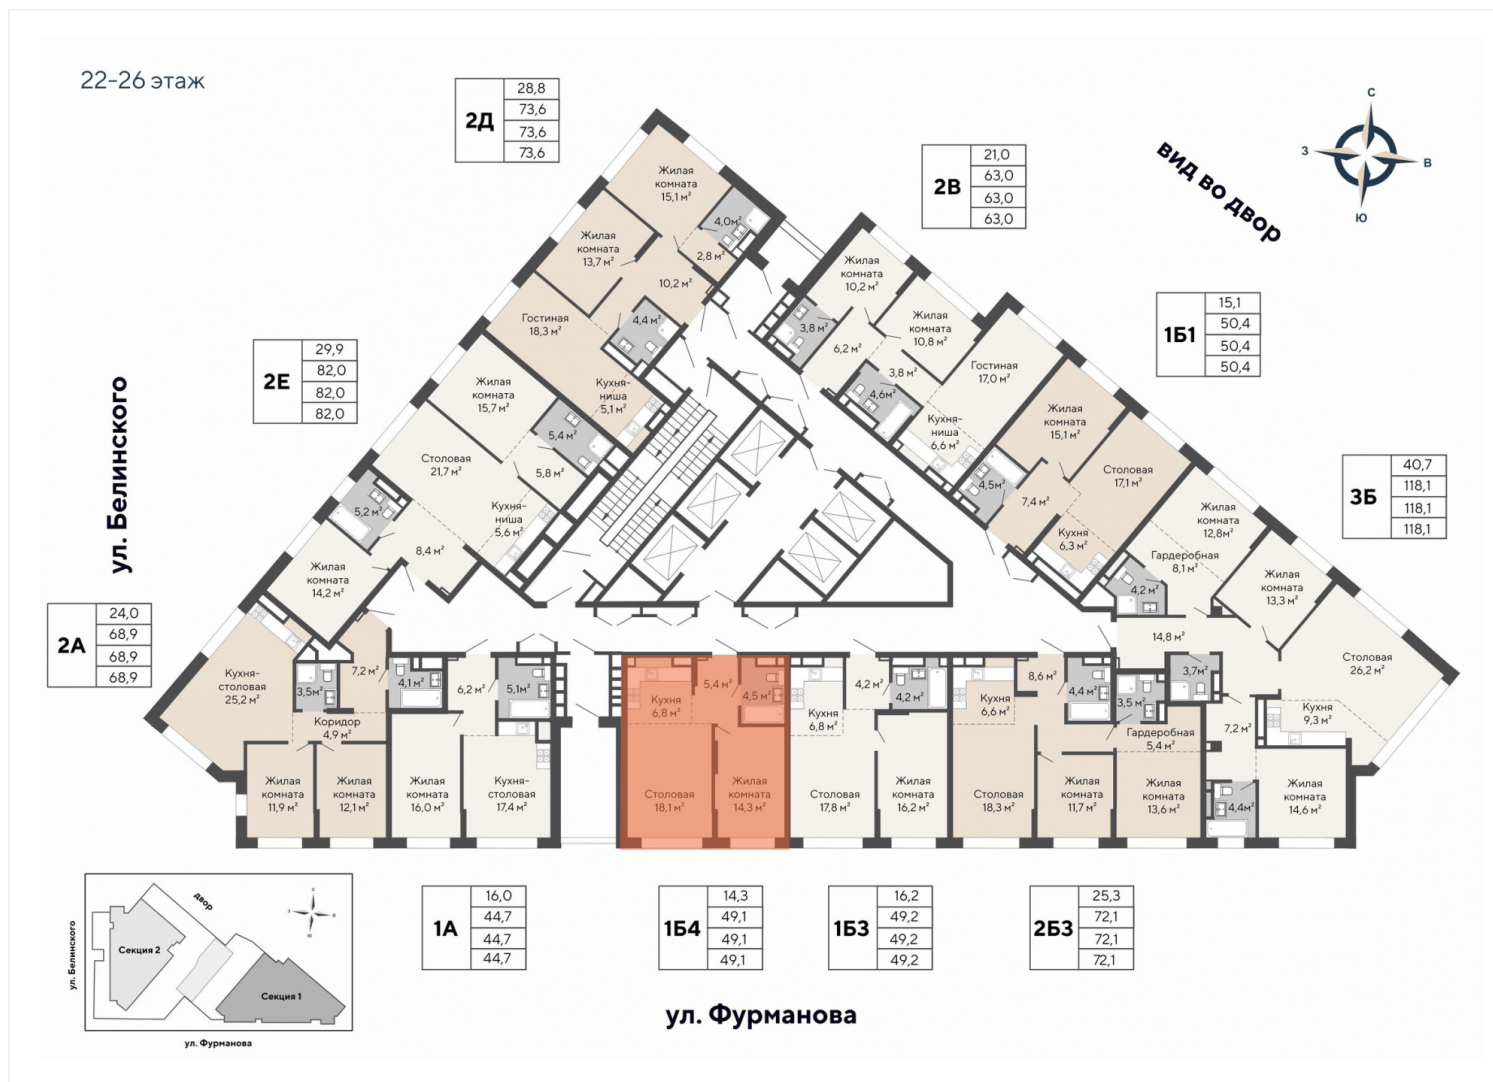 22-26 этаж
2Д
28,8
73,6
73,6
73,6
2В
21,0
63,0
63,0
63,0
С
З
В
Ю
вид во двор
1Б1
15,1
50,4
50,4
50,4
2Е
29,9
82,0
82,0
82,0
3Б
40,7
118,1
118,1
118,1
2А
24,0
68,9
68,9
68,9
ул. Белинского
Жилая
комната
15,1 м²
4,0м²
2,8 м²
Жилая
комната
13,7 м²
10,2 м²
Гостиная
18,3 м²
4,4 м²
Кухня-
ниша
5,1 м²
Жилая
комната
15,7 м²
5,4 м²
5,8 м²
Столовая
21,7 м²
Кухня-
ниша
5,6 м²
5,2 м²
8,4 м²
Жилая
комната
14,2 м²
Жилая
комната
10,2 м²
3,8 м²
6,2 м²
Жилая
комната
10,8 м²
3,8 м²
4,6м²
Гостиная
17,0 м²
Кухня-
ниша
6,6 м²
Жилая
комната
15,1 м²
4,5м²
7,4 м²
Столовая
17,1 м²
Кухня
6,3 м²
Жилая
комната
12,8м²
Гардеробная
8,1 м²
4,2 м²
Жилая
комната
13,3 м²
14,8 м²
3,7м²
Столовая
26,2 м²
Кухня
9,3 м²
7,2 м²
4,4м²
Жилая
комната
14,6 м²
Кухня-
столовая
25,2 м²
3,5м²
7,2 м²
Коридор
4,9 м²
Жилая
комната
11,9 м²
Жилая
комната
12,1 м²
4,1 м²
6,2 м²
5,1м²
Жилая
комната
16,0 м²
Кухня-
столовая
17,4 м²
Кухня
6,8 м²
5,4 м²
4,5 м²
Столовая
18,1 м²
Жилая
комната
14,3 м²
Кухня
6,8 м²
4,2 м²
4,2 м²
Столовая
17,8 м²
Жилая
комната
16,2 м²
Кухня
6,6 м²
8,6 м²
4,4 м²
Столовая
18,3 м²
Жилая
комната
11,7 м²
3,5 м²
Гардеробная
5,4 м²
Жилая
комната
13,6 м²
1А
16,0
44,7
44,7
44,7
1Б4
14,3
49,1
49,1
49,1
1Б3
16,2
49,2
49,2
49,2
2Б3
25,3
72,1
72,1
72,1
ул. Фурманова
двор
С
З
В
Ю
ул. Белинского
Секция 2
Секция 1
ул. Фурманова